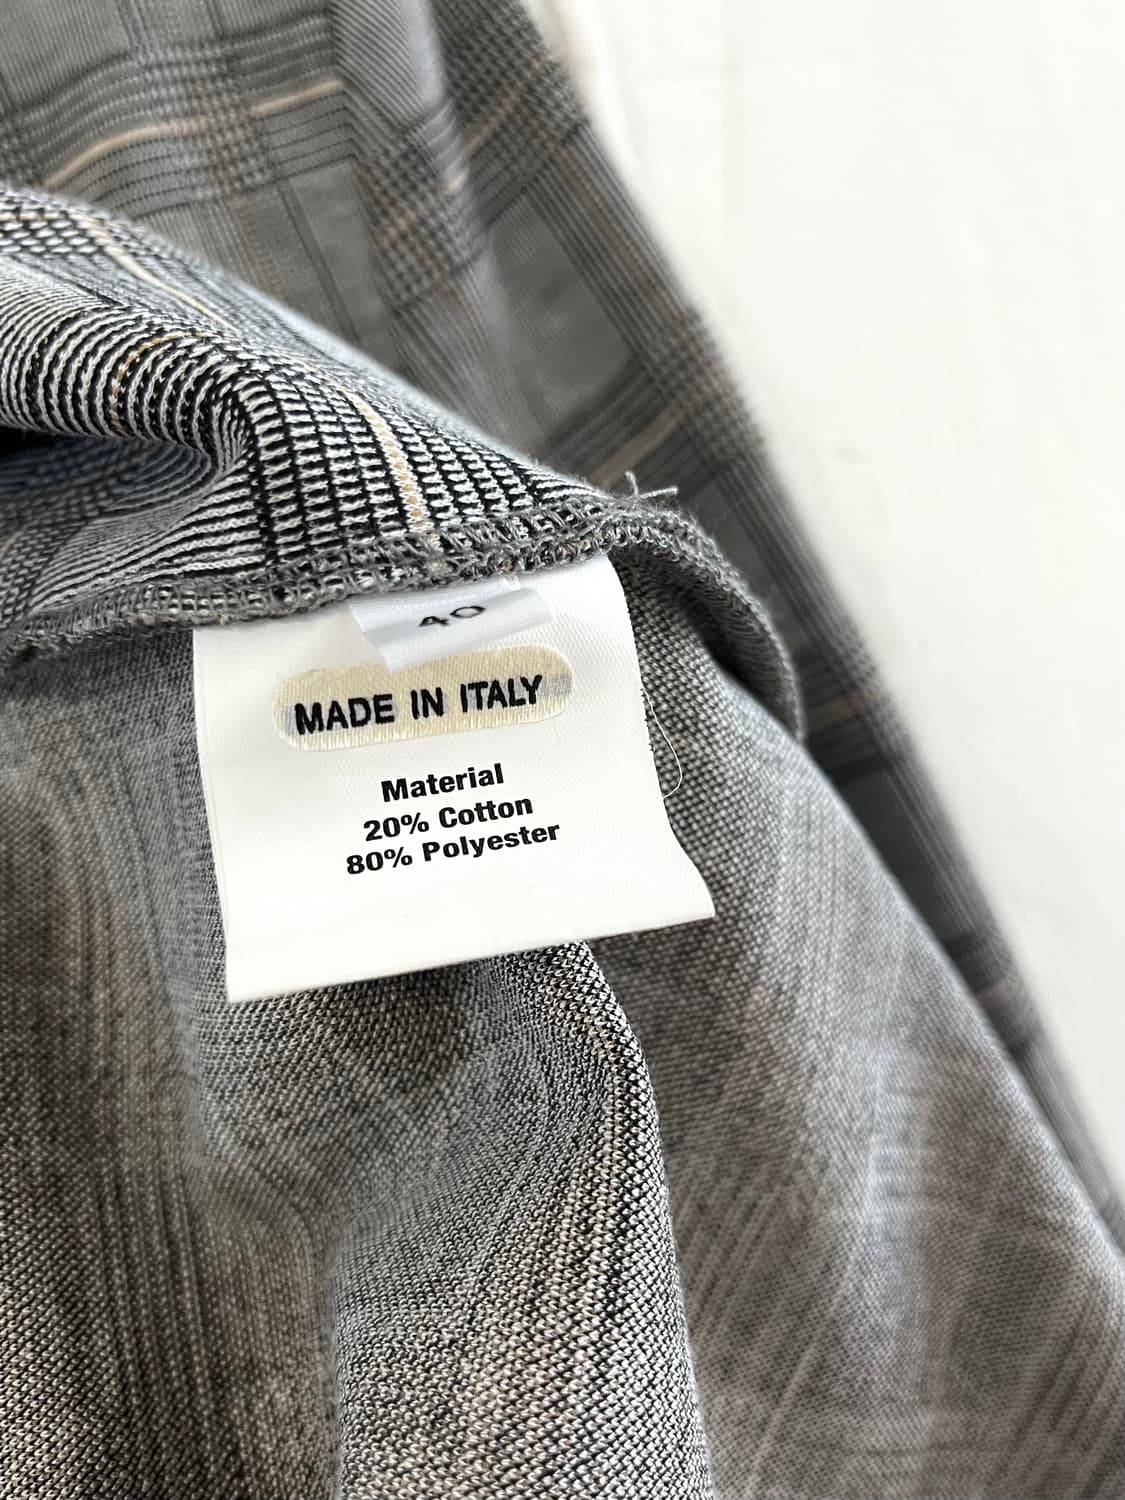 40
MADE IN ITALY
Material
20% Cotton
80% Polyester